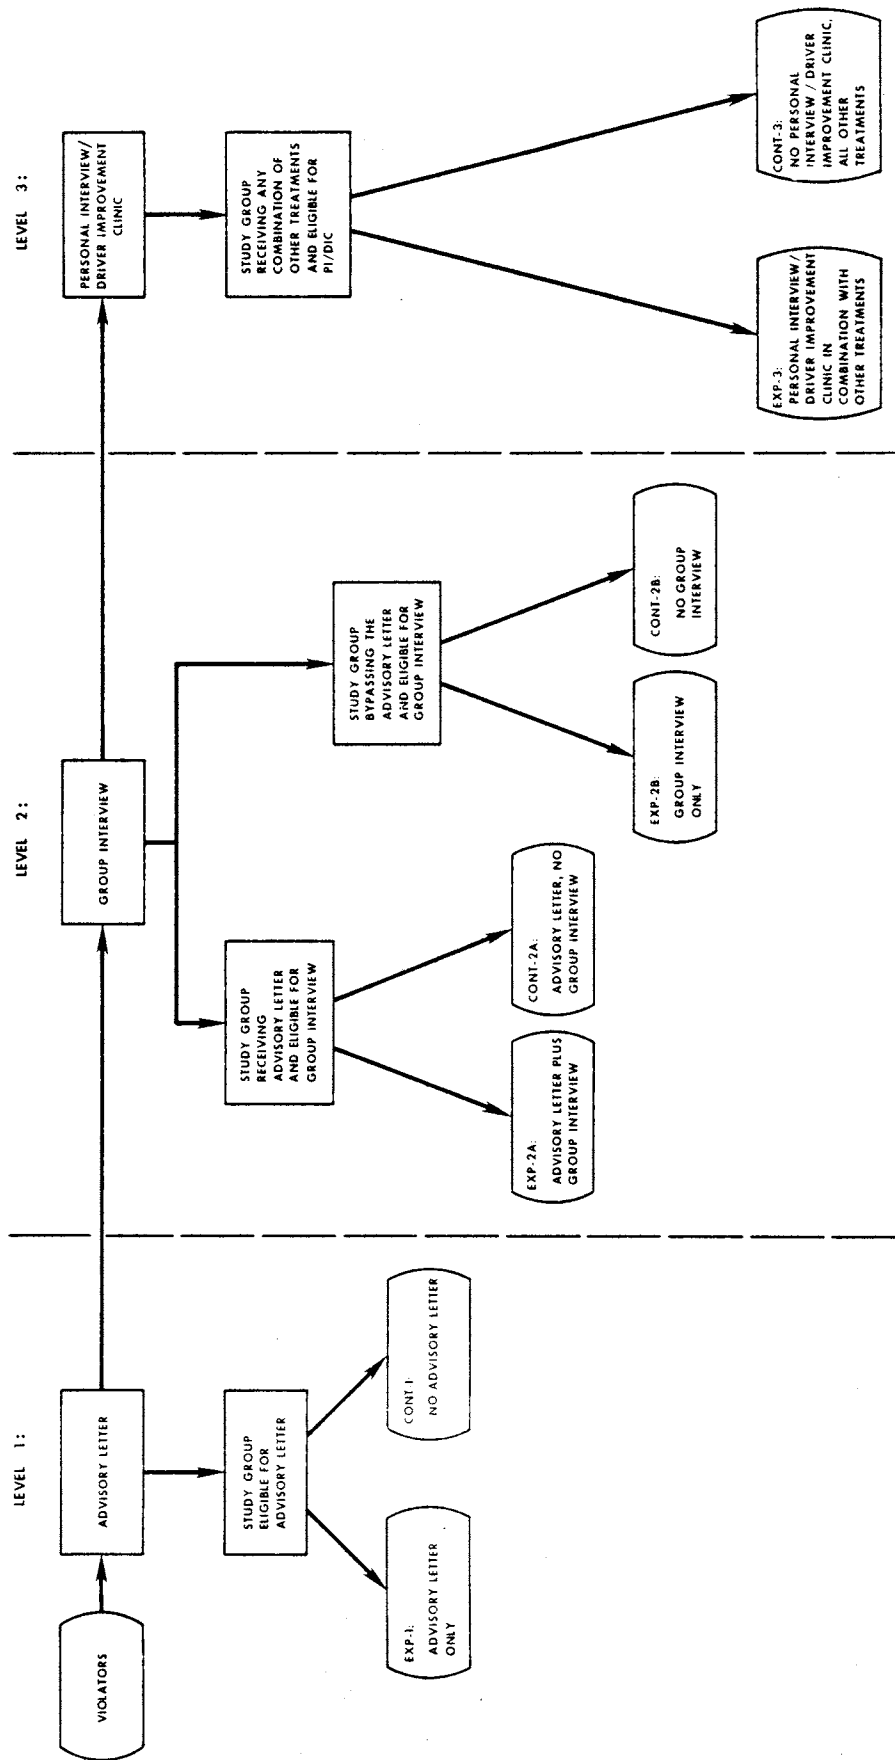 LEVEL 1:
VIOLATORS
ADVISORY LETTER
STUDY GROUP
ELIGIBLE FOR
ADVISORY LETTER
EXP-1:
ADVISORY LETTER
ONLY
CONT-1:
NO ADVISORY LETTER
LEVEL 2:
GROUP INTERVIEW
STUDY GROUP
RECEIVING
ADVISORY LETTER
AND ELIGIBLE FOR
GROUP INTERVIEW
EXP-2A:
ADVISORY LETTER PLUS
GROUP INTERVIEW
CONT-2A:
ADVISORY LETTER, NO
GROUP INTERVIEW
STUDY GROUP
BYPASSING THE
ADVISORY LETTER
AND ELIGIBLE FOR
GROUP INTERVIEW
EXP-2B:
GROUP INTERVIEW
ONLY
CONT-2B:
NO GROUP
INTERVIEW
LEVEL 3:
PERSONAL INTERVIEW/
DRIVER IMPROVEMENT
CLINIC
STUDY GROUP
RECEIVING ANY
COMBINATION OF
OTHER TREATMENTS
AND ELIGIBLE FOR
PI/DIC
EXP-3:
PERSONAL INTERVIEW/
DRIVER IMPROVEMENT
CLINIC IN
COMBINATION WITH
OTHER TREATMENTS
CONT-3:
NO PERSONAL
INTERVIEW / DRIVER
IMPROVEMENT CLINIC,
ALL OTHER
TREATMENTS